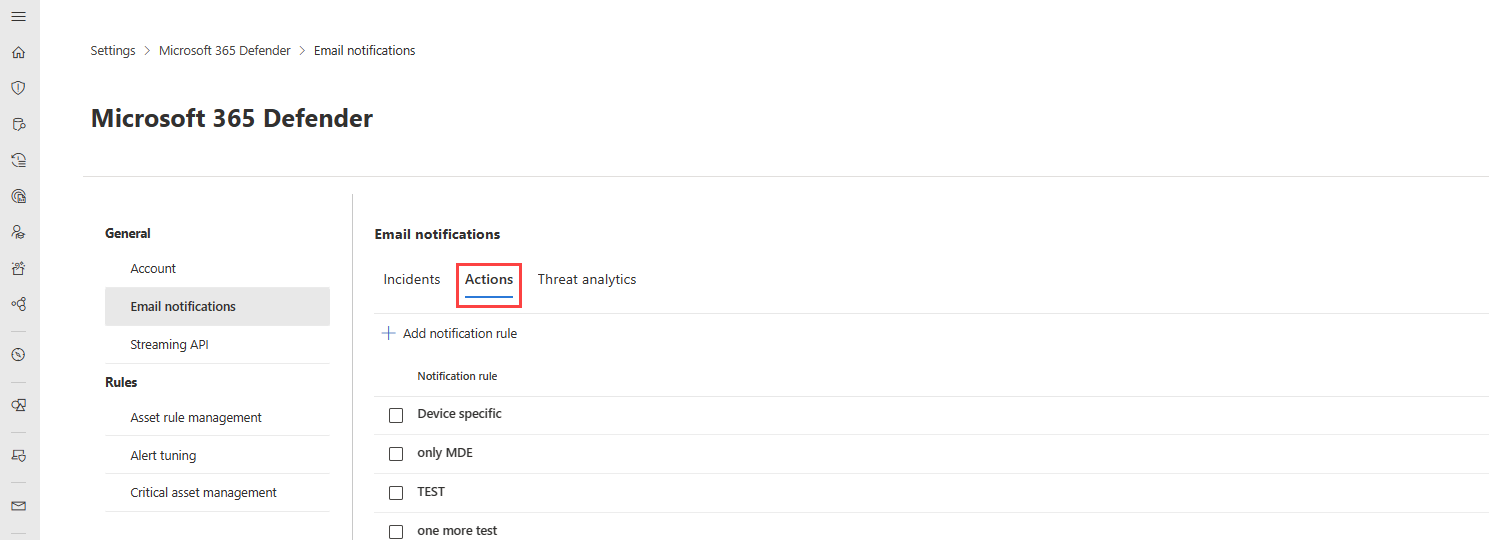 Settings > Microsoft 365 Defender > Email notifications
Microsoft 365 Defender
General
Account
Email notifications
Streaming API
Rules
Asset rule management
Alert tuning
Critical asset management
Email notifications
Incidents Actions Threat analytics
+ Add notification rule
Notification rule
Device specific
only MDE
TEST
one more test